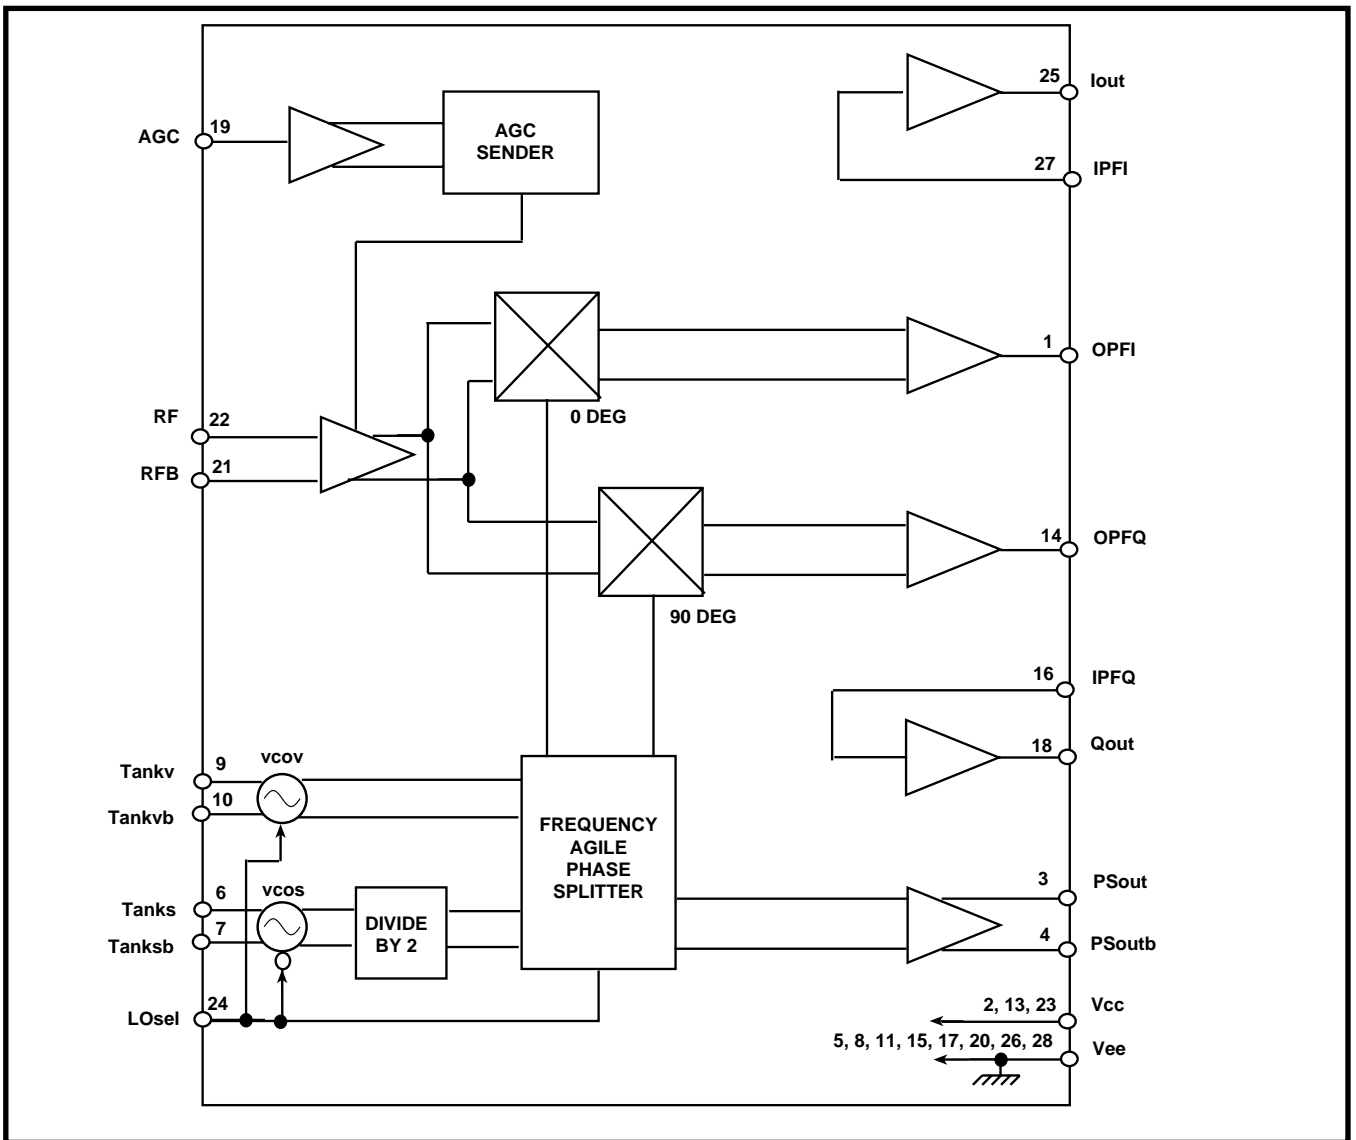 25
Iout
19
AGC
AGC
SENDER
27
IPFI
1
OPFI
0 DEG
RF
22
RFB
21
14
OPFQ
90 DEG
16
IPFQ
18
Qout
vcov
Tankv
9
Tankvb
10
FREQUENCY
AGILE
PHASE
SPLITTER
vcos
Tanks
6
Tanksb
7
DIVIDE
BY 2
3
PSout
4
PSoutb
LOsel
24
2, 13, 23
Vcc
5, 8, 11, 15, 17, 20, 26, 28
Vee